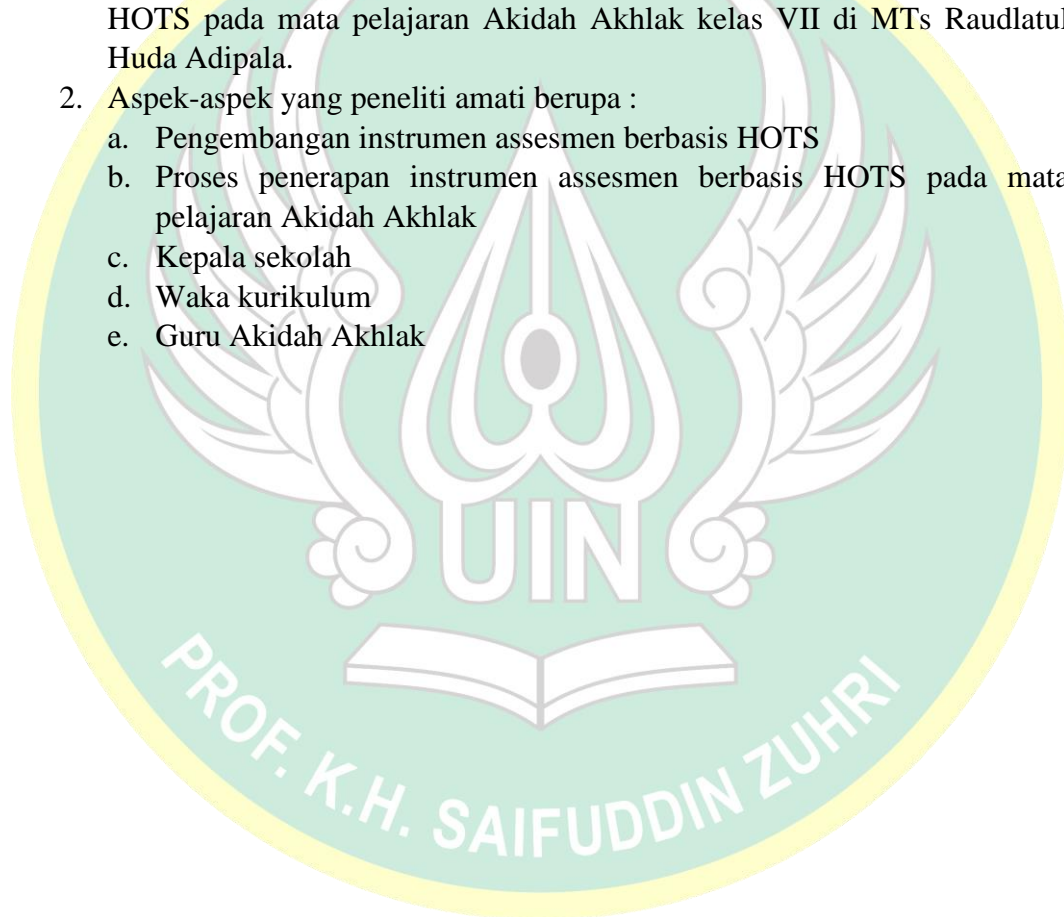 HOTS pada mata pelajaran Akidah Akhlak kelas VII di MTs Raudlatul
Huda Adipala.
2. Aspek-aspek yang peneliti amati berupa :
a. Pengembangan instrumen assesmen berbasis HOTS
b. Proses penerapan instrumen assesmen berbasis HOTS pada mata
pelajaran Akidah Akhlak
c. Kepala sekolah
d. Waka kurikulum
e. Guru Akidah Akhlak
UIN
PROF. K.H. SAIFUDDIN ZUHRI